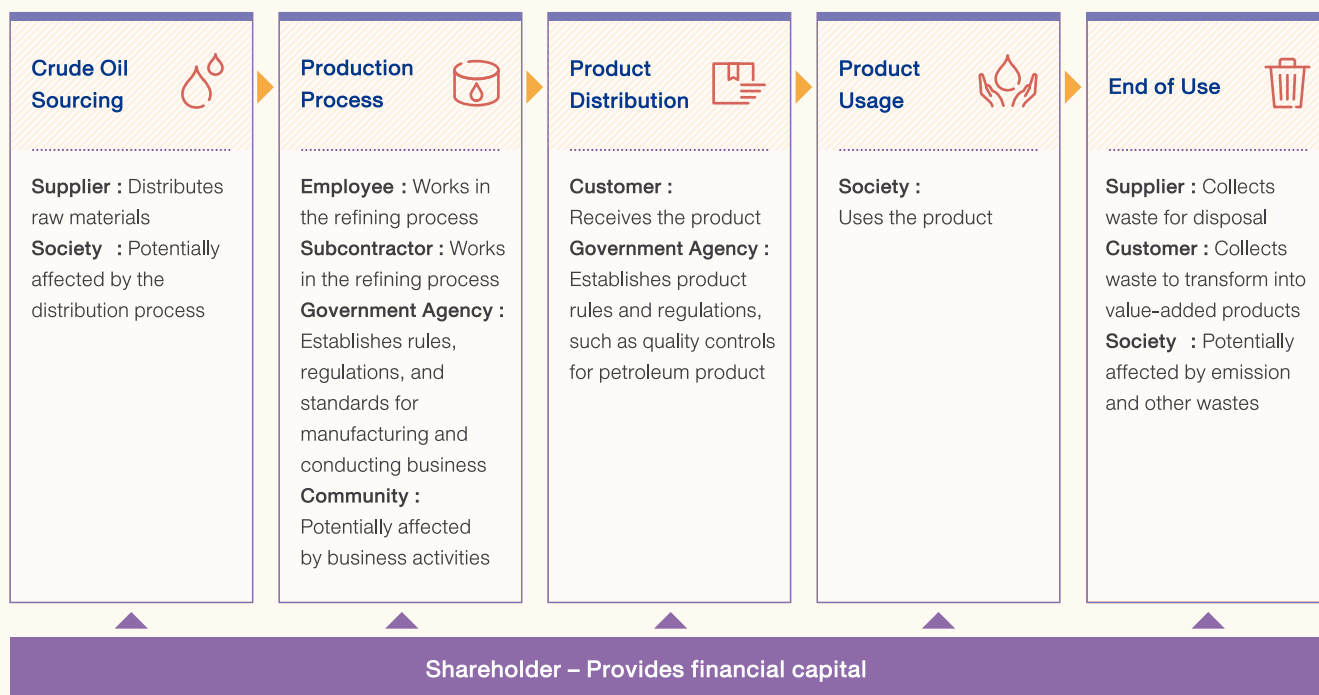 Crude Oil
Sourcing
Supplier : Distributes
raw materials
Society : Potentially
affected by the
distribution process
Production
Process
Employee : Works in
the refining process
Subcontractor : Works
in the refining process
Government Agency :
Establishes rules,
regulations, and
standards for
manufacturing and
conducting business
Community :
Potentially affected
by business activities
Product
Distribution
Customer :
Receives the product
Government Agency :
Establishes product
rules and regulations,
such as quality controls
for petroleum product
Product
Usage
Society :
Uses the product
End of Use
Supplier : Collects
waste for disposal
Customer : Collects
waste to transform into
value-added products
Society : Potentially
affected by emission
and other wastes
Shareholder – Provides financial capital